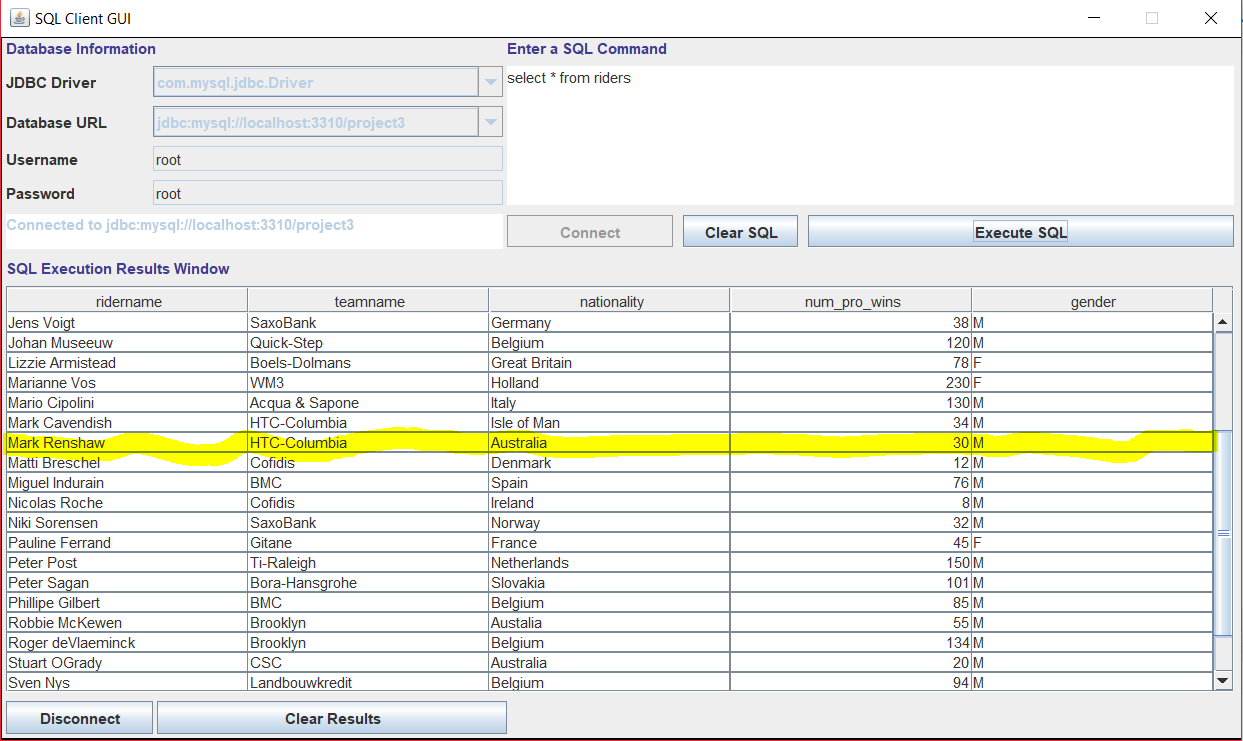 SQL Client GUI
Database Information
Enter a SQL Command
JDBC Driver com.mysql.jdbc.Driver
select * from riders
Database URL jdbc:mysql://localhost:3310/project3
Username root
Password root
Connected to jdbc:mysql://localhost:3310/project3
Connect Clear SQL Execute SQL
SQL Execution Results Window
ridername teamname nationality num_pro_wins gender
Jens Voigt SaxoBank Germany 38 M
Johan Museeuw Quick-Step Belgium 120 M
Lizzie Armistead Boels-Dolmans Great Britain 78 F
Marianne Vos WM3 Holland 230 F
Mario Cipolini Acqua & Sapone Italy 130 M
Mark Cavendish HTC-Columbia Isle of Man 34 M
Mark Renshaw HTC-Columbia Australia 30 M
Matti Breschel Cofidis Denmark 12 M
Miguel Indurain BMC Spain 76 M
Nicolas Roche Cofidis Ireland 8 M
Niki Sorensen SaxoBank Norway 32 M
Pauline Ferrand Gitane France 45 F
Peter Post Ti-Raleigh Netherlands 150 M
Peter Sagan Bora-Hansgrohe Slovakia 101 M
Phillipe Gilbert BMC Belgium 85 M
Robbie McKewen Brooklyn Austalia 55 M
Roger deVlaeminck Brooklyn Belgium 134 M
Stuart OGrady CSC Australia 20 M
Sven Nys Landbouwkredit Belgium 94 M
Disconnect Clear Results